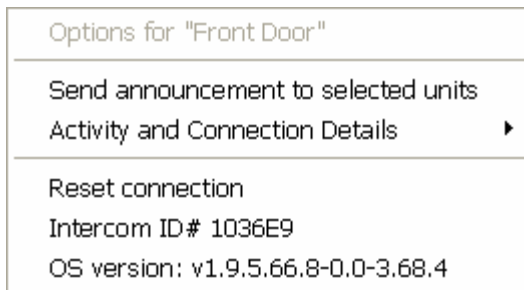 Options for "Front Door"
Send announcement to selected units
Activity and Connection Details
Reset connection
Intercom ID# 1036E9
OS version: v1.9.5.66.8-0.0-3.68.4